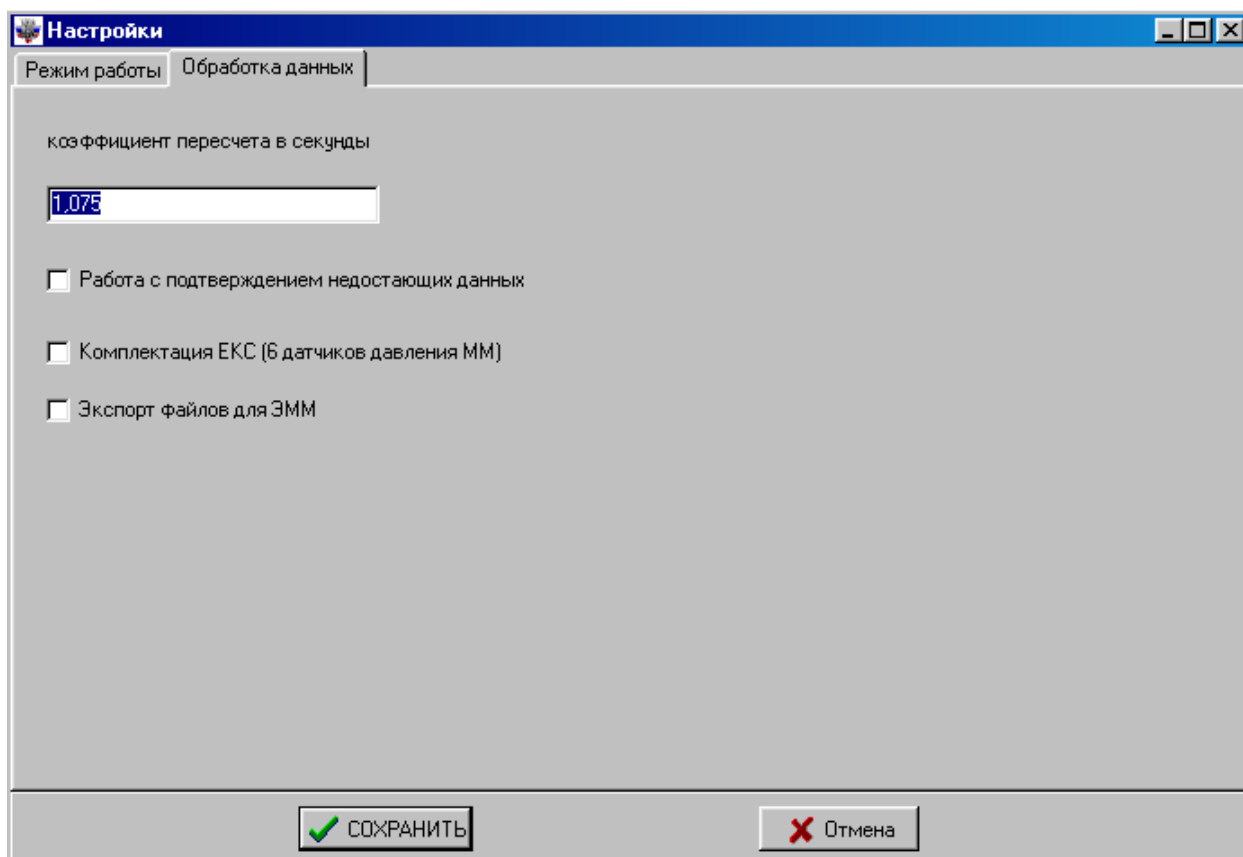 Настройки
Режим работы Обработка данных
коэффициент пересчета в секунды
1,075
Работа с подтверждением недостающих данных
Комплектация ЕКС (6 датчиков давления ММ)
Экспорт файлов для ЭММ
СОХРАНИТЬ Отмена